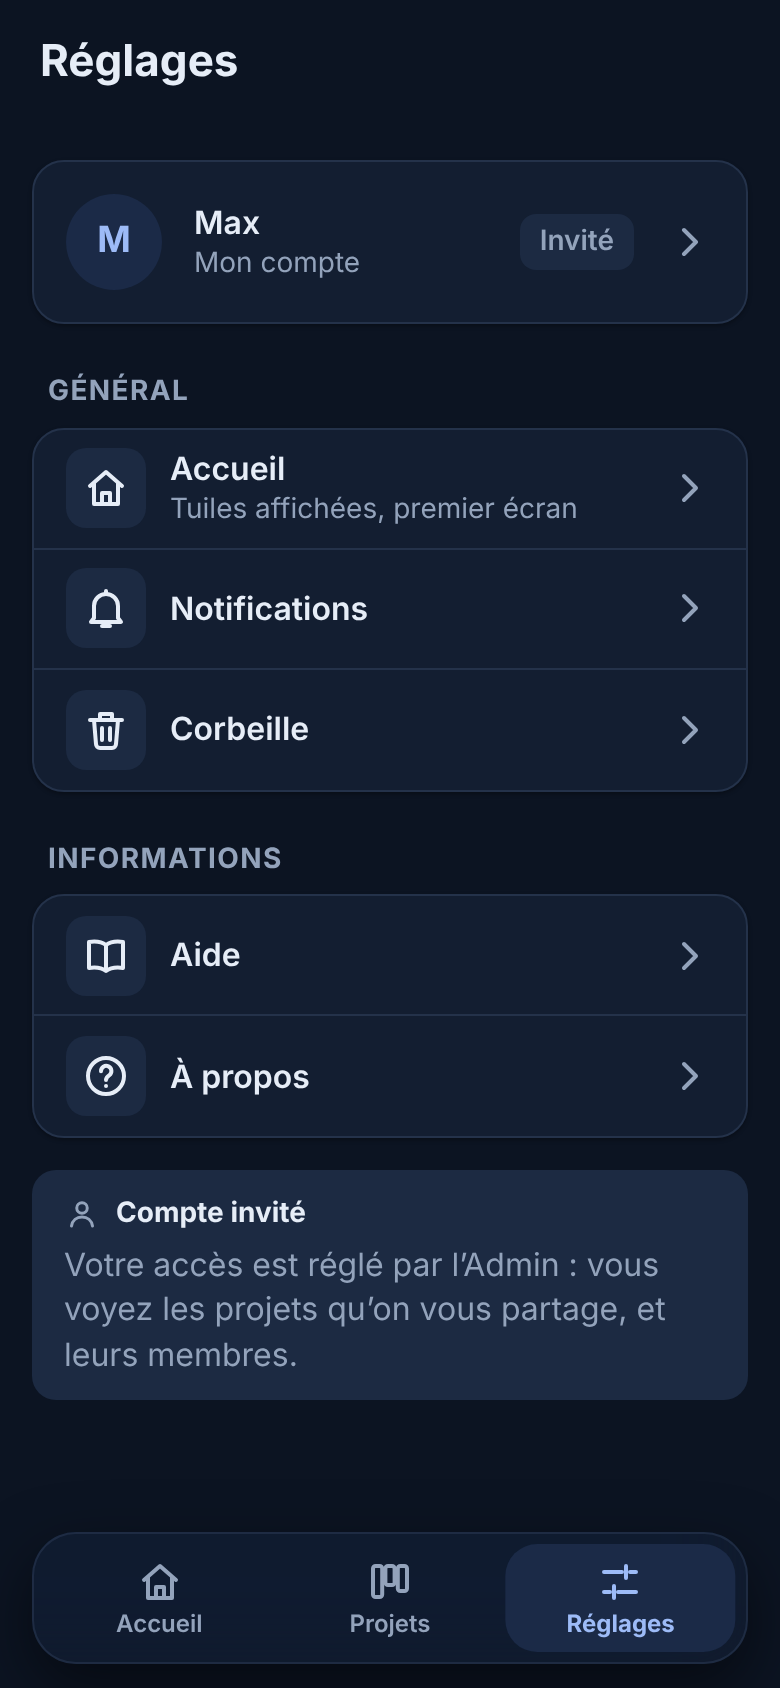 Réglages
M
Max
Mon compte
Invité
GÉNÉRAL
Accueil
Tuiles affichées, premier écran
Notifications
Corbeille
INFORMATIONS
Aide
À propos
Compte invité
Votre accès est réglé par l’Admin : vous
voyez les projets qu’on vous partage, et
leurs membres.
Accueil
Projets
Réglages